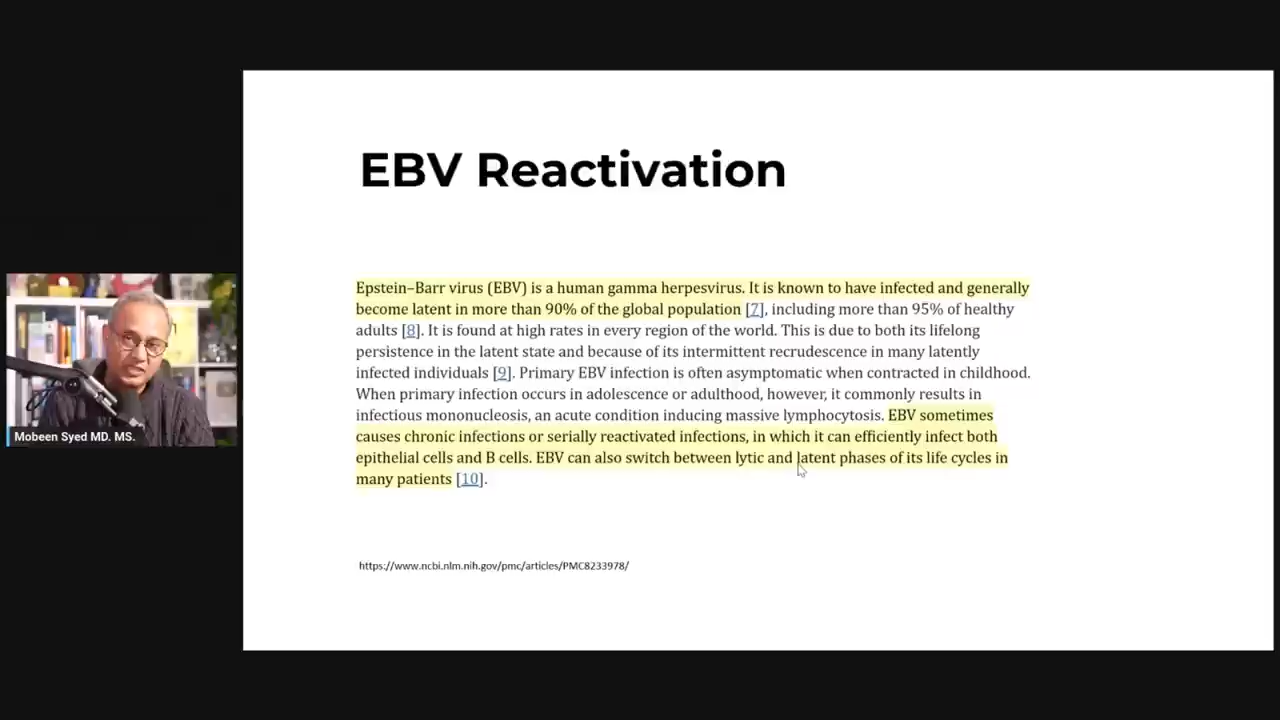 EBV Reactivation
Epstein–Barr virus (EBV) is a human gamma herpesvirus. It is known to have infected and generally
become latent in more than 90% of the global population [7], including more than 95% of healthy
adults [8]. It is found at high rates in every region of the world. This is due to both its lifelong
persistence in the latent state and because of its intermittent recrudescence in many latently
infected individuals [9]. Primary EBV infection is often asymptomatic when contracted in childhood.
When primary infection occurs in adolescence or adulthood, however, it commonly results in
infectious mononucleosis, an acute condition inducing massive lymphocytosis. EBV sometimes
causes chronic infections or serially reactivated infections, in which it can efficiently infect both
epithelial cells and B cells. EBV can also switch between lytic and latent phases of its life cycles in
many patients [10].
https://www.ncbi.nlm.nih.gov/pmc/articles/PMC8233978/
Mobeen Syed MD. MS.